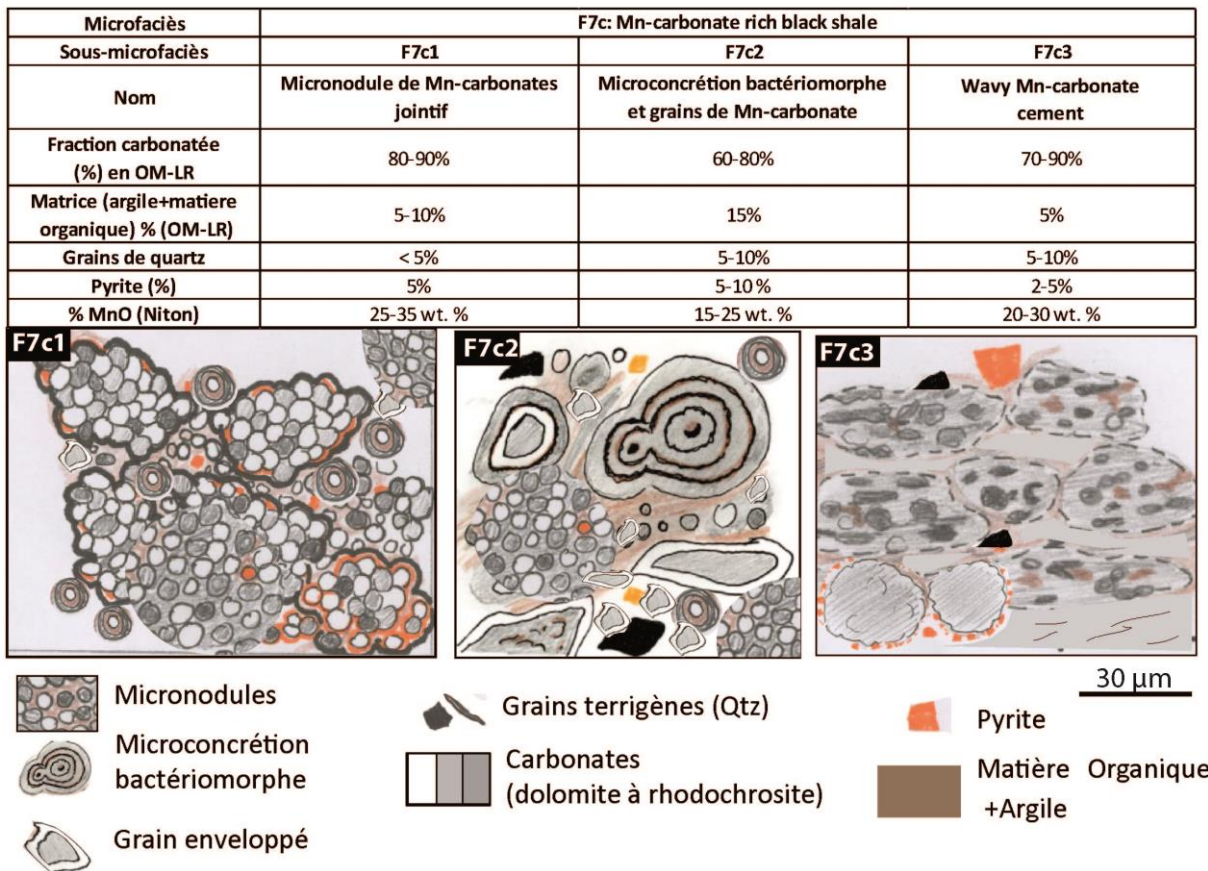 Microfaciès F7c: Mn-carbonate rich black shale
Sous-microfaciès F7c1 F7c2 F7c3
Nom Micronodule de Mn-carbonates jointif Microconcrétion bactériomorphe et grains de Mn-carbonate Wavy Mn-carbonate cement
Fraction carbonatée (%) en OM-LR 80-90% 60-80% 70-90%
Matrice (argile+matiere organique) % (OM-LR) 5-10% 15% 5%
Grains de quartz < 5% 5-10% 5-10%
Pyrite (%) 5% 5-10 % 2-5%
% MnO (Niton) 25-35 wt. % 15-25 wt. % 20-30 wt. %
F7c1
F7c2
F7c3
30 µm
Micronodules
Microconcrétion
bactériomorphe
Grain enveloppé
Grains terrigènes (Qtz)
Carbonates
(dolomite à rhodochrosite)
Pyrite
Matière Organique
+Argile